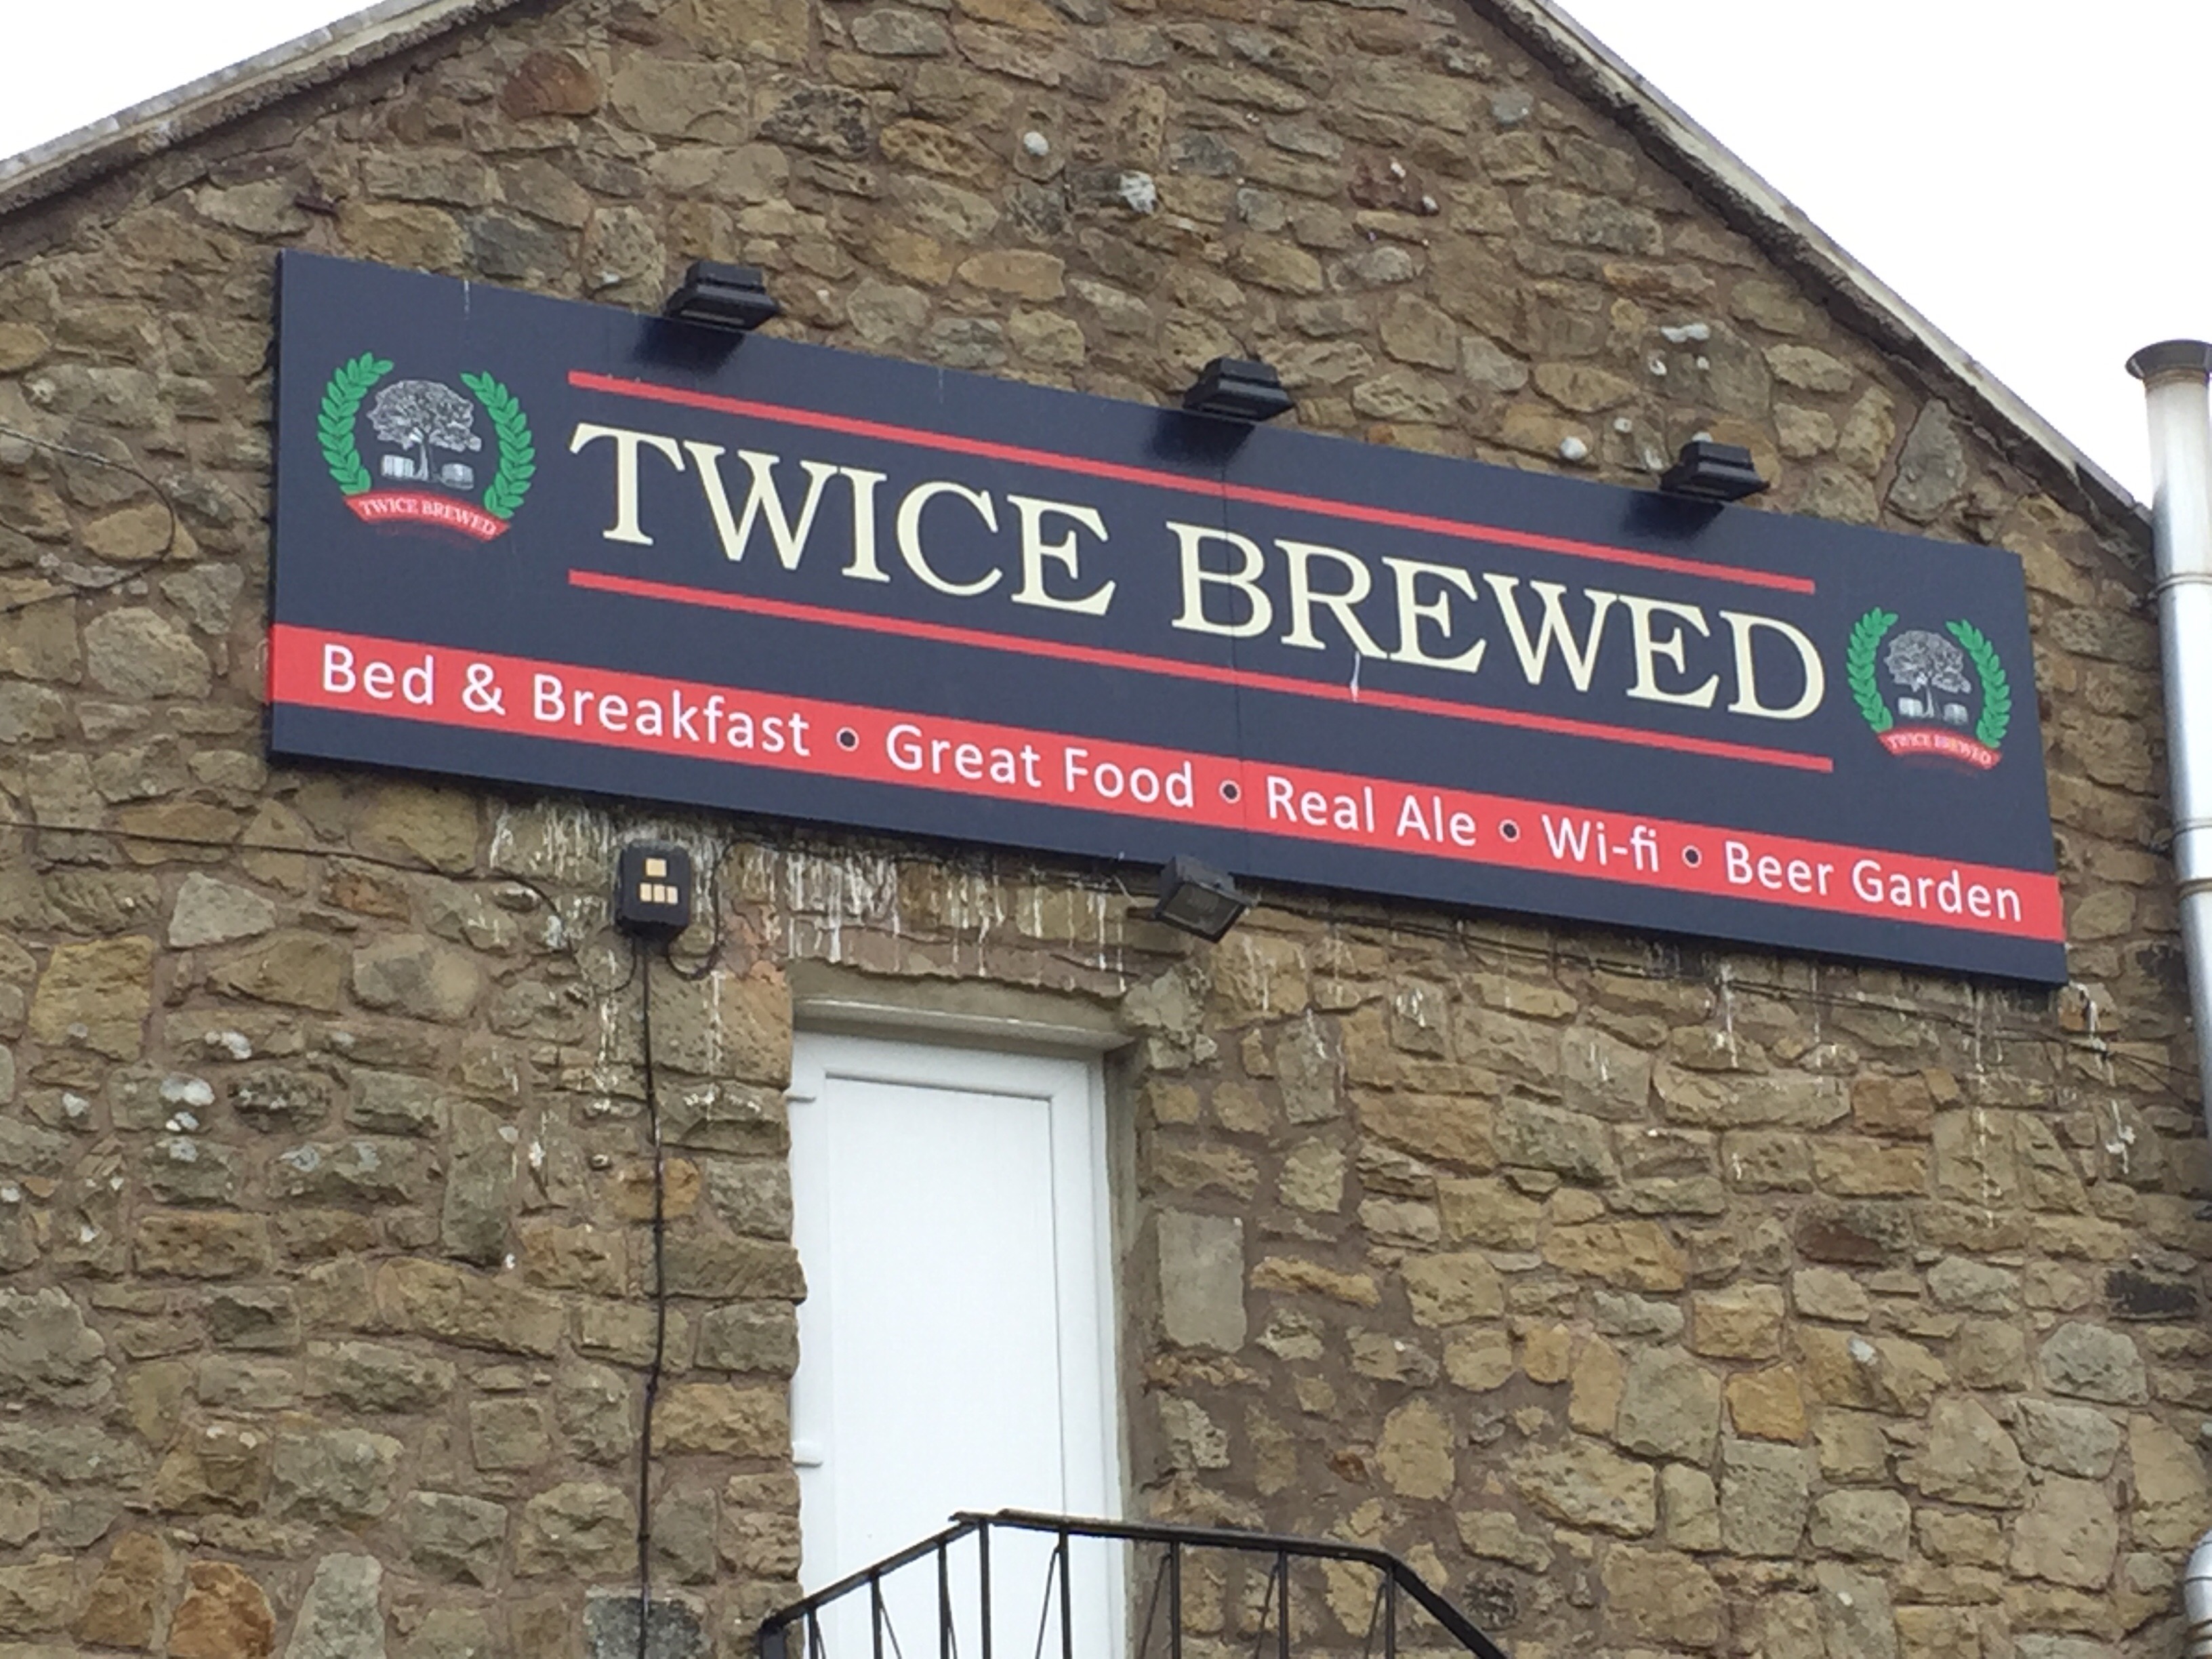 TWICE BREWED
TWICE BREWED
TWICE BREWED
Bed & Breakfast • Great Food • Real Ale • Wi-fi • Beer Garden